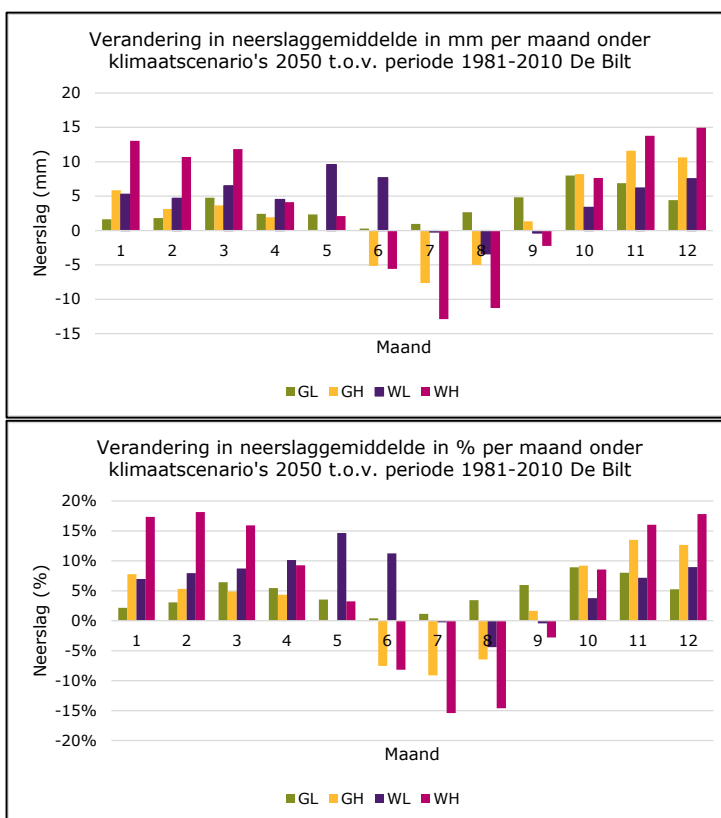 Verandering in neerslaggemiddelde in mm per maand onder
klimaatscenario's 2050 t.o.v. periode 1981-2010 De Bilt
20
15
10
5
0
-5
-10
-15
Neerslag (mm)
1 2 3 4 5 6 7 8 9 10 11 12
Maand
GL GH WL WH
Verandering in neerslaggemiddelde in % per maand onder
klimaatscenario's 2050 t.o.v. periode 1981-2010 De Bilt
20%
15%
10%
5%
0%
-5%
-10%
-15%
-20%
Neerslag (%)
1 2 3 4 5 6 7 8 9 10 11 12
Maand
GL GH WL WH